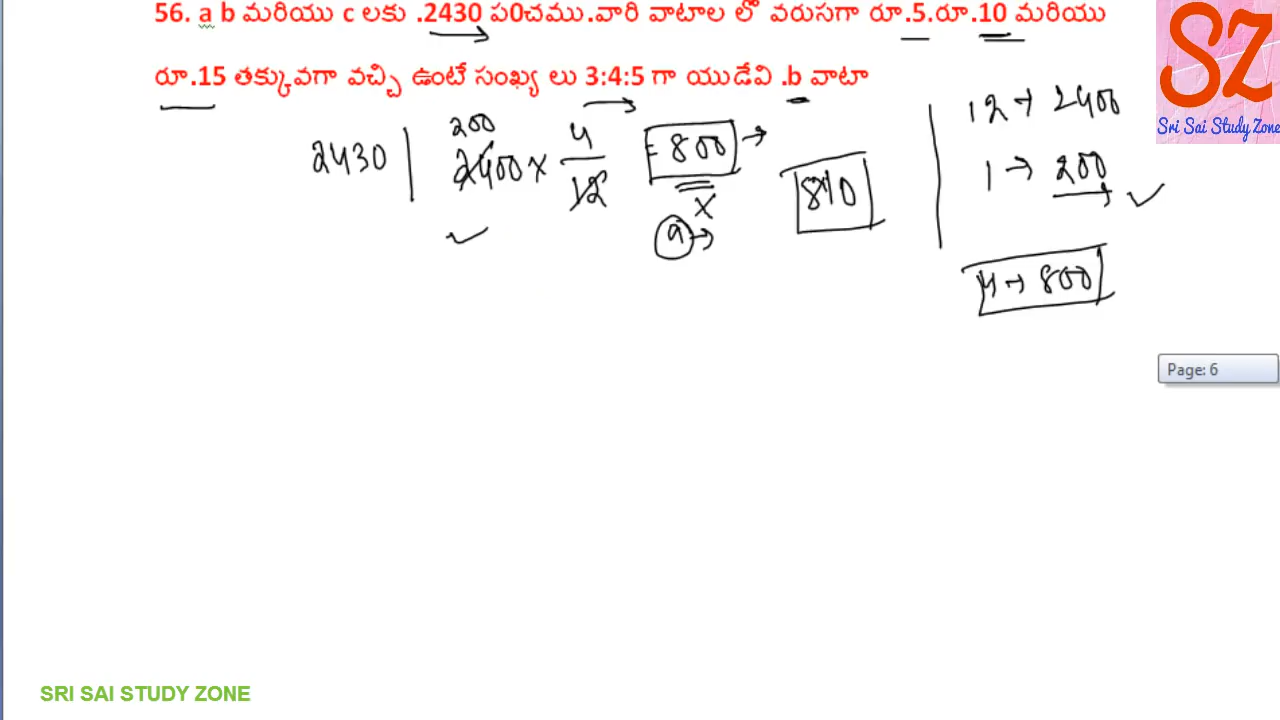 56. a b మరియు c లకు .2430 ప0చము.వారి వాటాల లో వరుసగా రూ.5.రూ.10 మరియు
రూ.15 తక్కువగా వచ్చి ఉంటే సంఖ్య లు 3:4:5 గా యుడేవి .b వాటా
SZ
Sri Sai Study Zone
2430 | 200
2400 x 4/12 = 800
x
a →
810
12 → 2400
1 → 200
4 → 800
Page: 6
SRI SAI STUDY ZONE